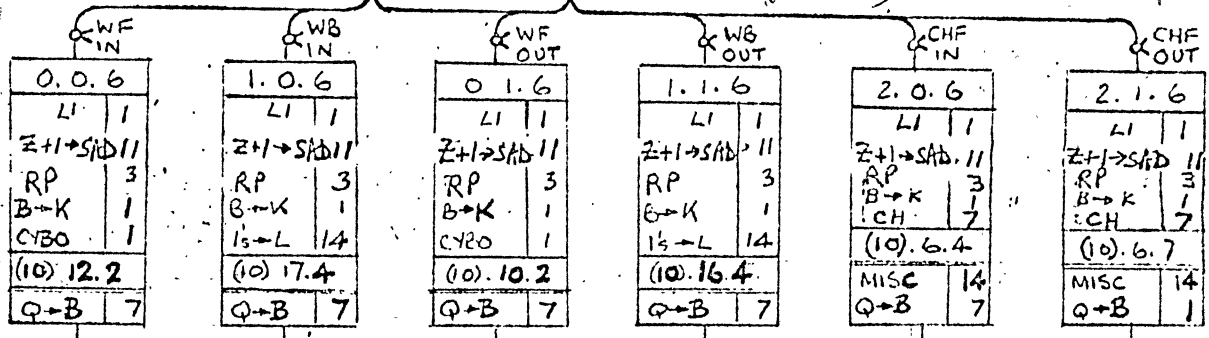 WF IN
0.0.6
LI 1
Z+1→SAD 11
RP 3
B→K 1
CYBO 1
(10) 12.2
Q→B 7
WB IN
1.0.6
LI 1
Z+1→SAD 11
RP 3
B→K 1
1's→L 14
(10) 17.4
Q→B 7
WF OUT
0 1.6
LI 1
Z+1→SAD 11
RP 3
B→K 1
CYBO 1
(10). 10.2
Q→B 7
WB OUT
1.1.6
LI 1
Z+1→SAD 11
RP 3
B→K 1
1's→L 14
(10). 16.4
Q→B 7
CHF IN
2.0.6
LI 1
Z+1→SAD 11
RP 3
B→K 1
CH 7
(10). 6.4
MISC 14
Q→B 7
CHF OUT
2.1.6
LI 1
Z+1→SAD 11
RP 3
B→K 1
CH 7
(10). 6.7
MISC 14
Q→B 1